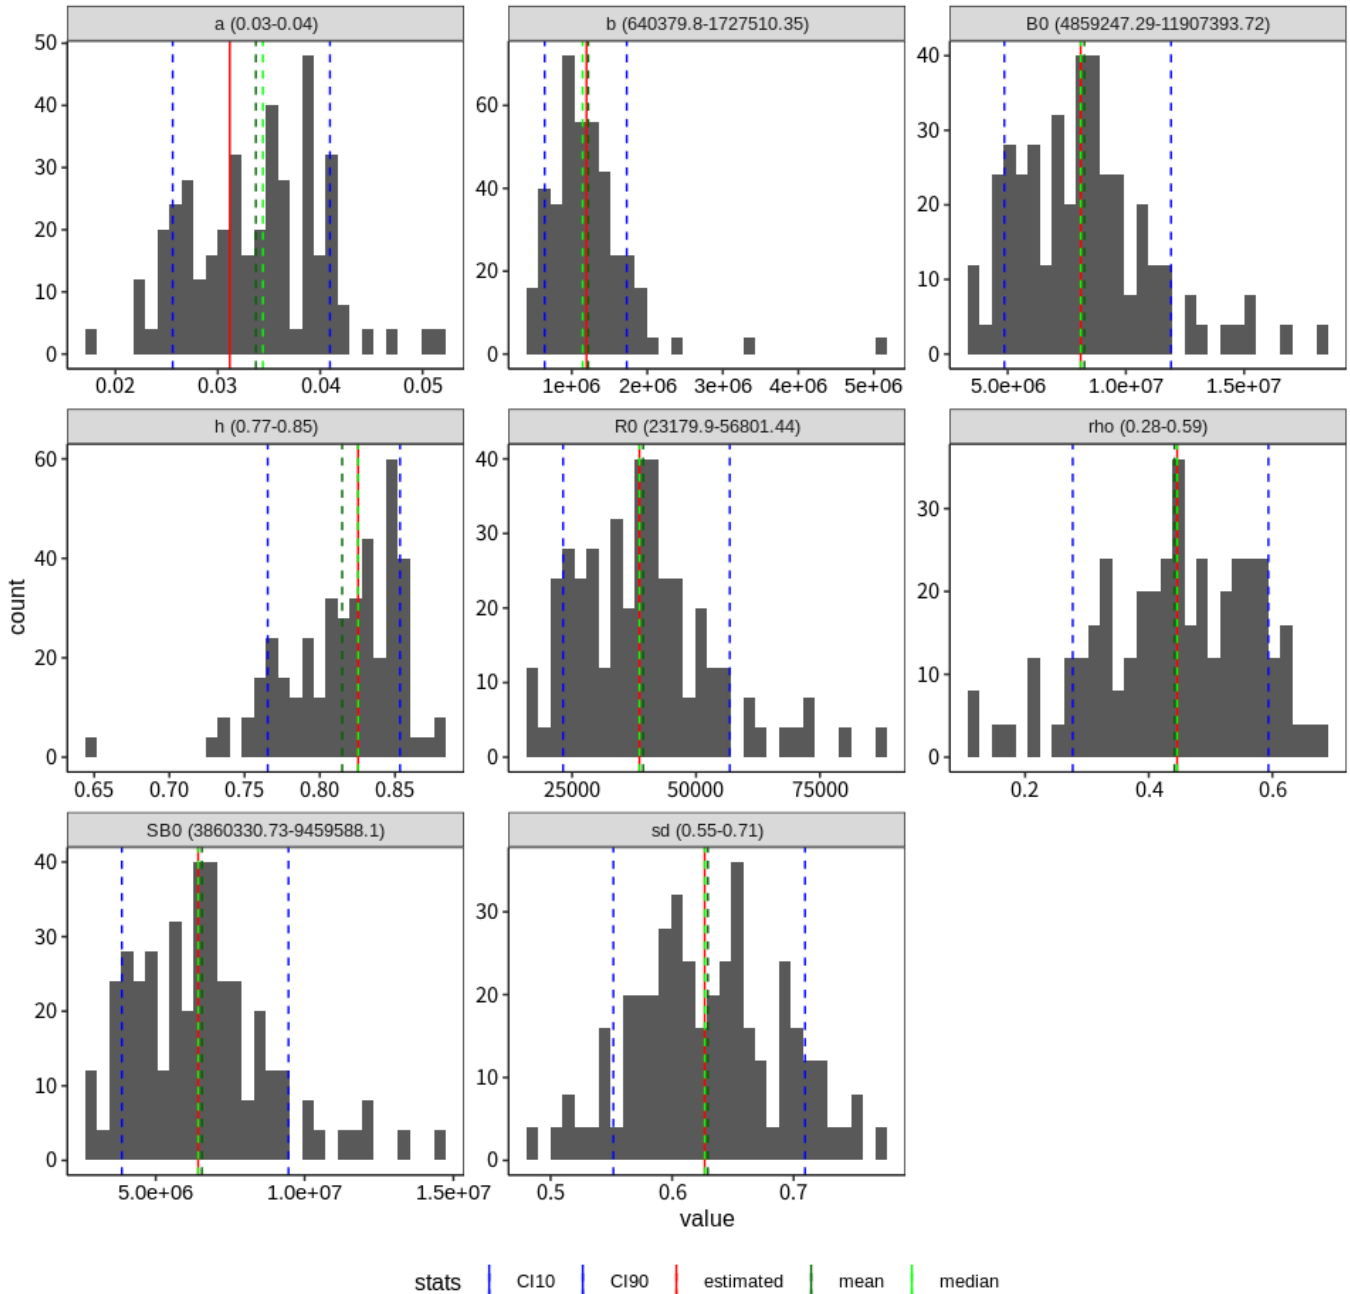 a (0.03-0.04)
b (640379.8-1727510.35)
B0 (4859247.29-11907393.72)
50
40
30
20
10
0
60
40
20
0
40
30
20
10
0
0.02 0.03 0.04 0.05
1e+06 2e+06 3e+06 4e+06 5e+06
5.0e+06 1.0e+07 1.5e+07
h (0.77-0.85)
R0 (23179.9-56801.44)
rho (0.28-0.59)
60
40
20
0
40
30
20
10
0
30
20
10
0
0.65 0.70 0.75 0.80 0.85
25000 50000 75000
0.2 0.4 0.6
count
SB0 (3860330.73-9459588.1)
sd (0.55-0.71)
40
30
20
10
0
30
20
10
0
5.0e+06 1.0e+07 1.5e+07
0.5 0.6 0.7
value
stats CI10 CI90 estimated mean median